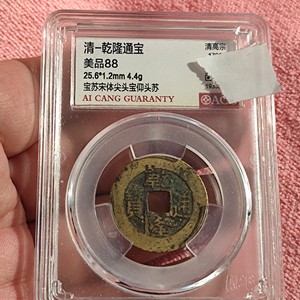 清-乾隆通宝
美品88
25.6*1.2mm 4.4g
宝苏宋体尖头宝仰头苏
AI CANG GUARANTY
清高宗
乾隆通寶